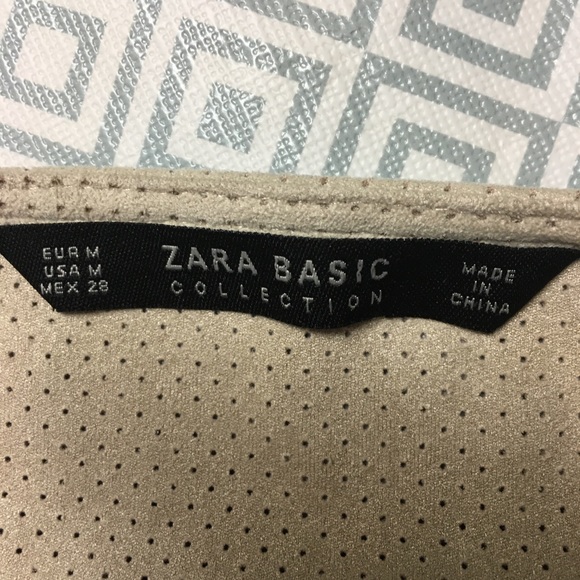 EUR M
USA M
MEX 28
ZARA BASIC
COLLECTION
MADE
IN
CHINA